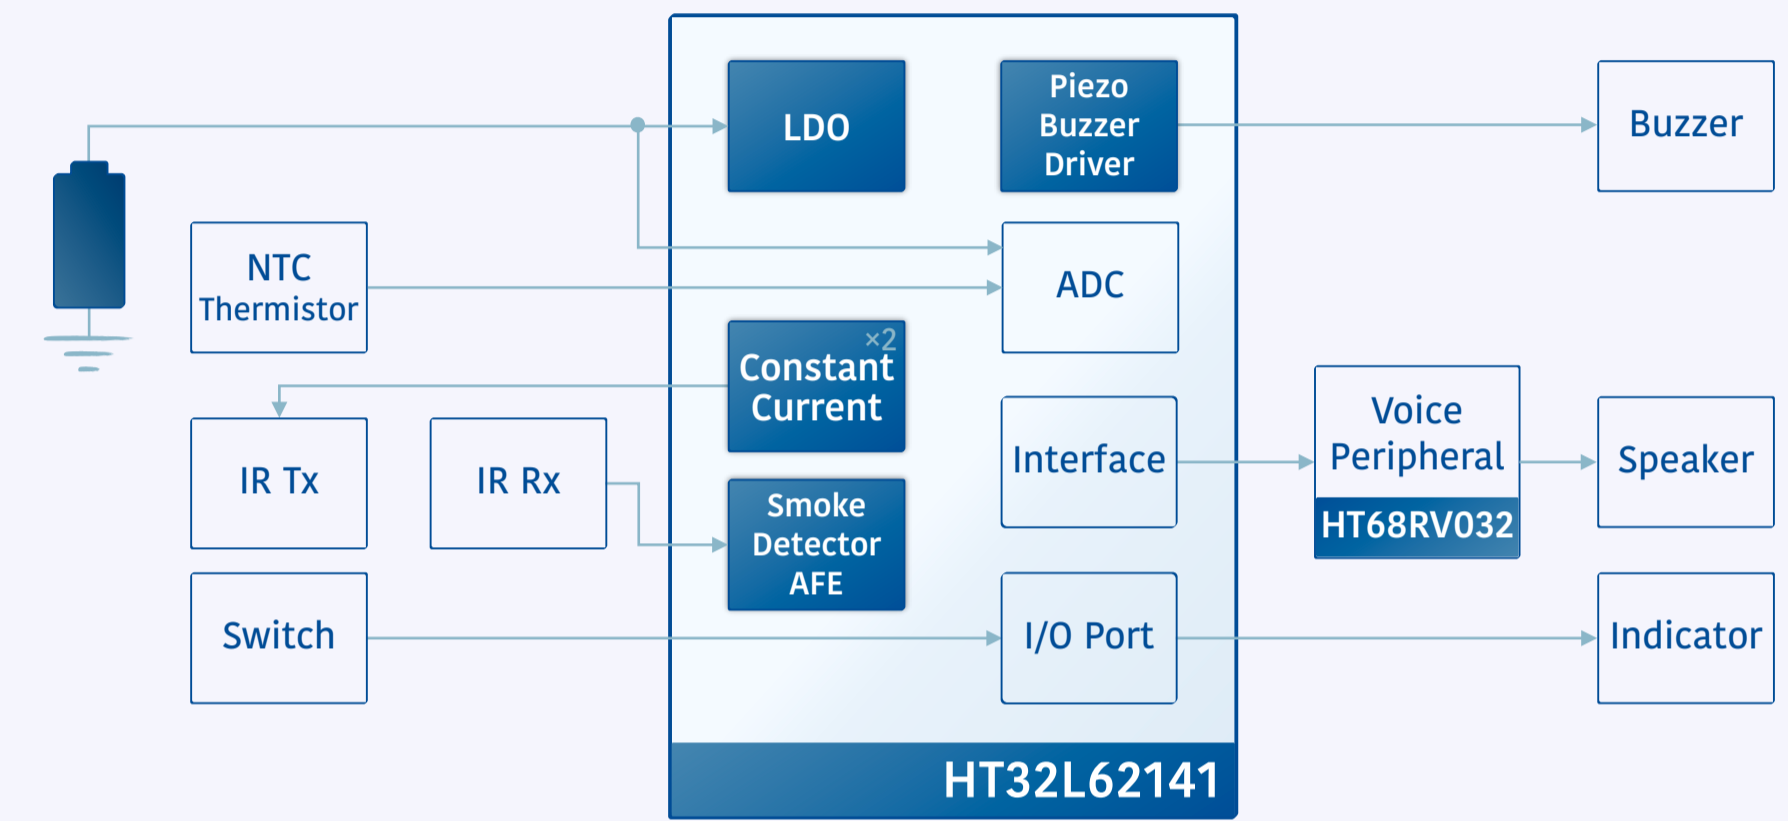 LDO
Piezo
Buzzer
Driver
Buzzer
NTC
Thermistor
ADC
×2
Constant
Current
IR Tx
IR Rx
Smoke
Detector
AFE
Interface
Voice
Peripheral
HT68RV032
Speaker
Switch
I/O Port
Indicator
HT32L62141